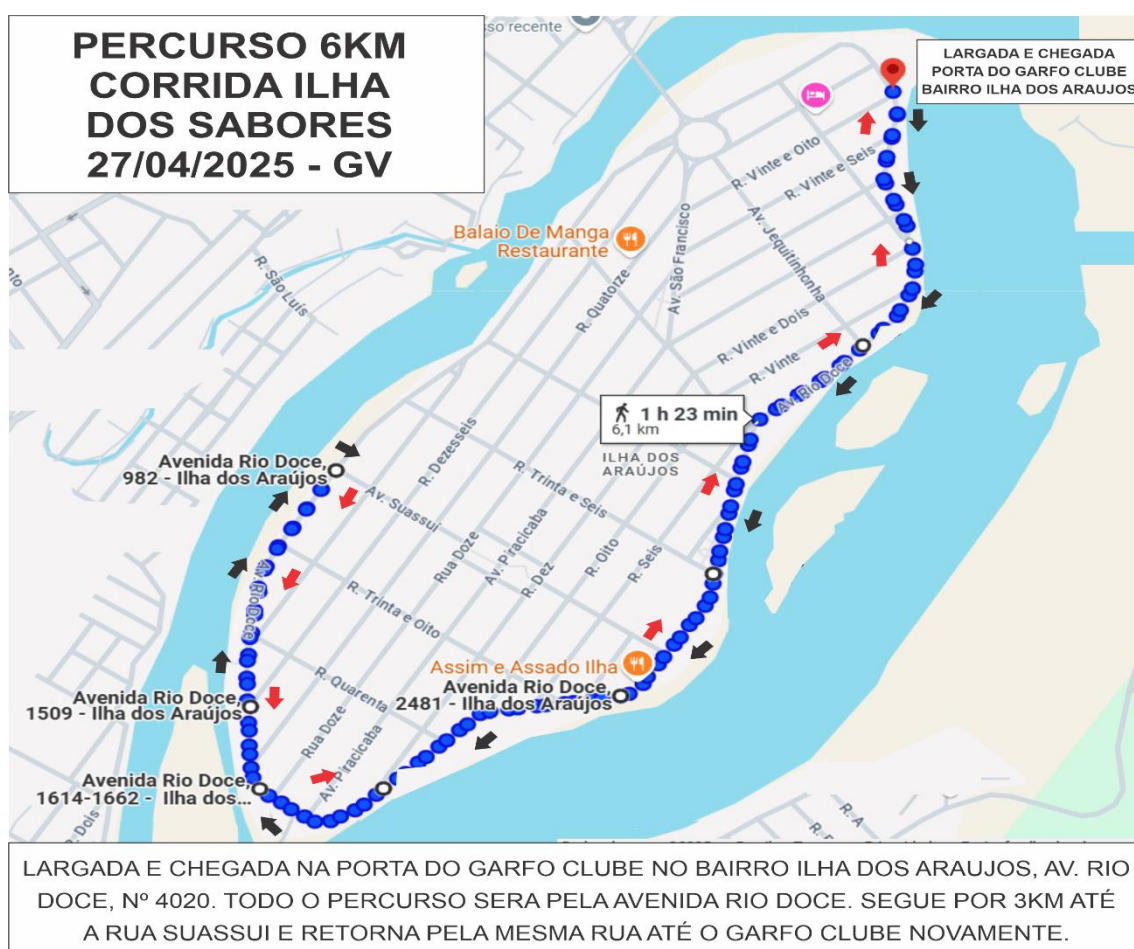 PERCURSO 6KM
CORRIDA ILHA
DOS SABORES
27/04/2025 - GV
sso recente
LARGADA E CHEGADA
PORTA DO GARFO CLUBE
BAIRRO ILHA DOS ARAUJOS
R. Vinte e Oito
R. Vinte e Seis
Balaio De Manga
Restaurante
Av. São Francisco
Av. Jequitinhonha
R. São Luís
R. Quatorze
R. Vinte e Dois
R. Vinte
Av. Rio Doce
1 h 23 min
6,1 km
ILHA DOS
ARAÚJOS
Avenida Rio Doce,
982 - Ilha dos Araújos
R. Dezesseis
Av. Suassui
R. Trinta e Seis
Rua Doze
Av. Piracicaba
R. Dez
R. Oito
R. Seis
Av. Rio Doce
R. Trinta e Oito
R. Quarenta
Assim e Assado Ilha
Avenida Rio Doce,
2481 - Ilha dos Araújos
Avenida Rio Doce,
1509 - Ilha dos Araújos
Rua Doze
Av. Piracicaba
Avenida Rio Doce,
1614-1662 - Ilha dos...
R. Dois
R. A
LARGADA E CHEGADA NA PORTA DO GARFO CLUBE NO BAIRRO ILHA DOS ARAUJOS, AV. RIO
DOCE, Nº 4020. TODO O PERCURSO SERA PELA AVENIDA RIO DOCE. SEGUE POR 3KM ATÉ
A RUA SUASSUI E RETORNA PELA MESMA RUA ATÉ O GARFO CLUBE NOVAMENTE.